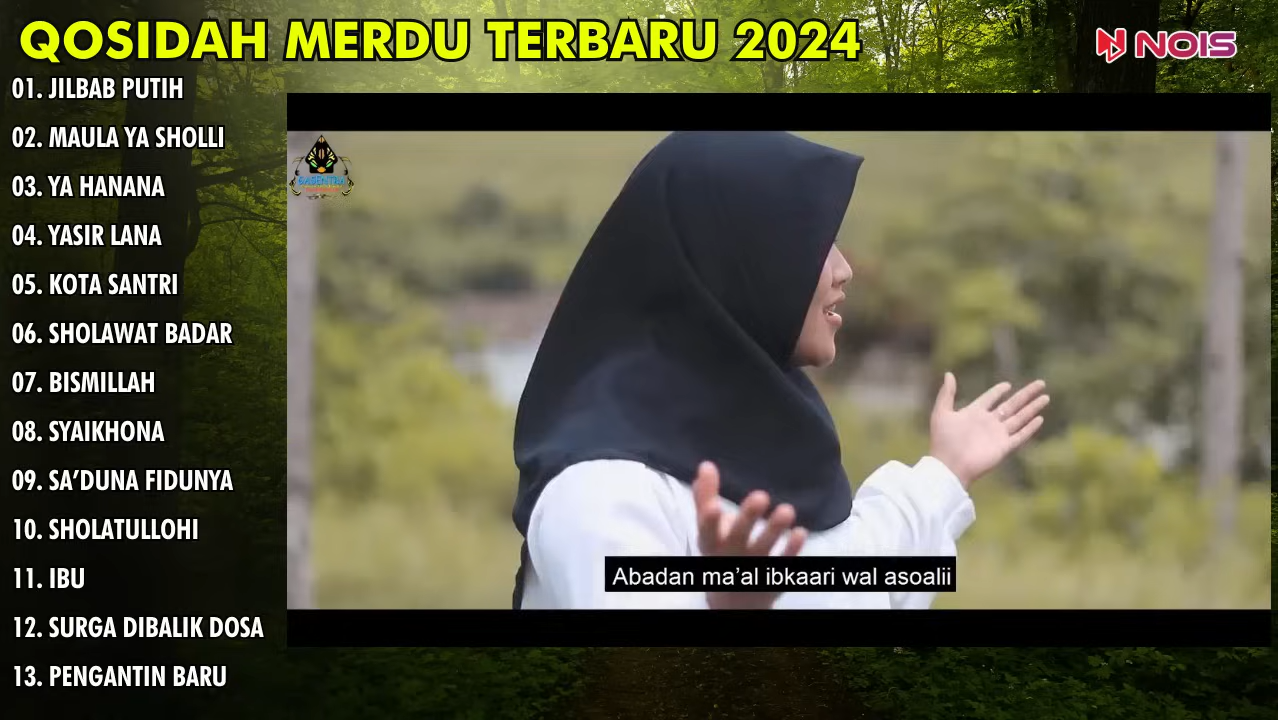 QOSIDAH MERDU TERBARU 2024
NOIS
01. JILBAB PUTIH
02. MAULA YA SHOLLI
03. YA HANANA
04. YASIR LANA
05. KOTA SANTRI
06. SHOLAWAT BADAR
07. BISMILLAH
08. SYAIKHONA
09. SA’DUNA FIDUNYA
10. SHOLATULLOHI
11. IBU
12. SURGA DIBALIK DOSA
13. PENGANTIN BARU
Abadan ma’al ibkaari wal asoalii